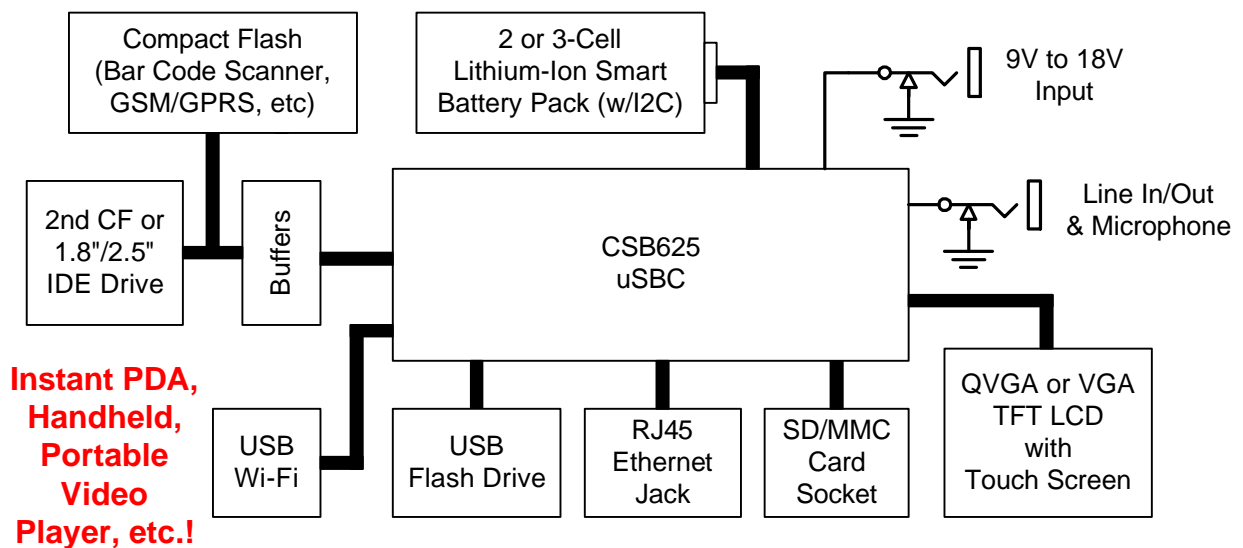 Compact Flash
(Bar Code Scanner,
GSM/GPRS, etc)
2 or 3-Cell
Lithium-Ion Smart
Battery Pack (w/I2C)
9V to 18V
Input
2nd CF or
1.8"/2.5"
IDE Drive
Buffers
CSB625
uSBC
Line In/Out
& Microphone
Instant PDA,
Handheld,
Portable
Video
Player, etc.!
USB
Wi-Fi
USB
Flash Drive
RJ45
Ethernet
Jack
SD/MMC
Card
Socket
QVGA or VGA
TFT LCD
with
Touch Screen